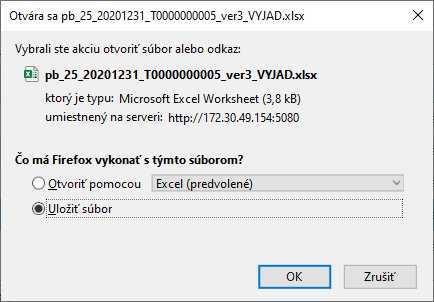 Otvára sa pb_25_20201231_T0000000005_ver3_VYJAD.xlsx
Vybrali ste akciu otvoriť súbor alebo odkaz:
pb_25_20201231_T0000000005_ver3_VYJAD.xlsx
ktorý je typu: Microsoft Excel Worksheet (3,8 kB)
umiestnený na serveri: http://172.30.49.154:5080
Čo má Firefox vykonať s týmto súborom?
Otvoriť pomocou Excel (predvolené)
Uložiť súbor
OK Zrušiť